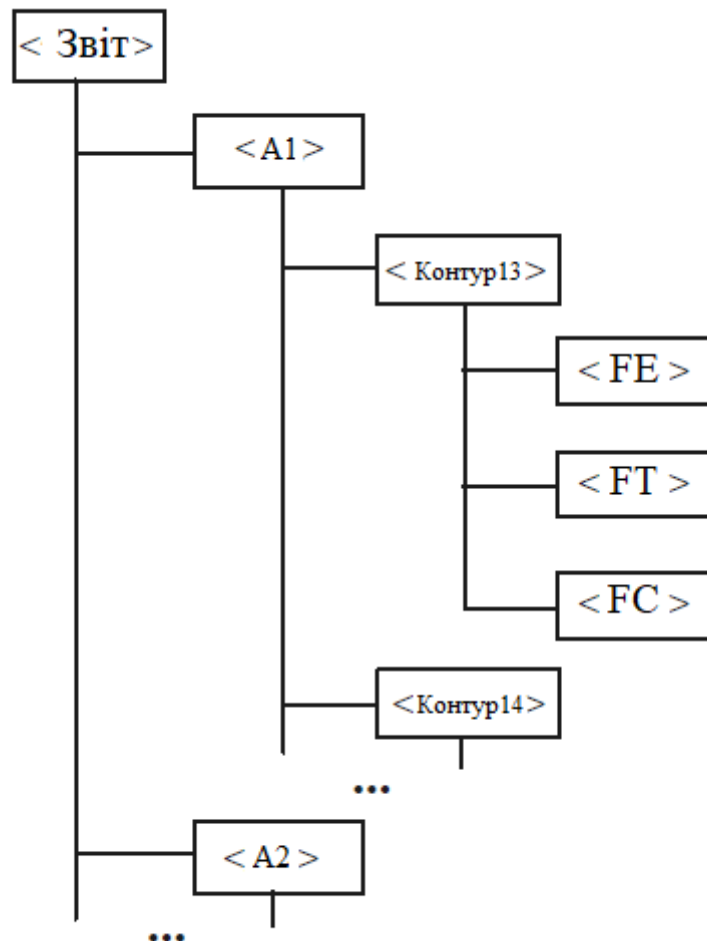 < Звіт>
<A1>
< Контур13>
< FE >
< FT >
< FC >
<Контур14>
...
< A2 >
...